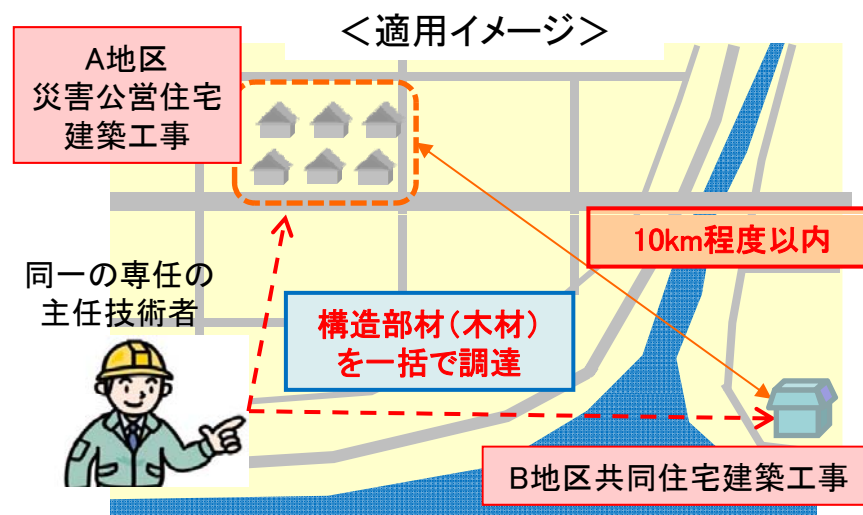 ＜適用イメージ＞
A地区
災害公営住宅
建築工事
10km程度以内
同一の専任の
主任技術者
構造部材（木材）
を一括で調達
B地区共同住宅建築工事